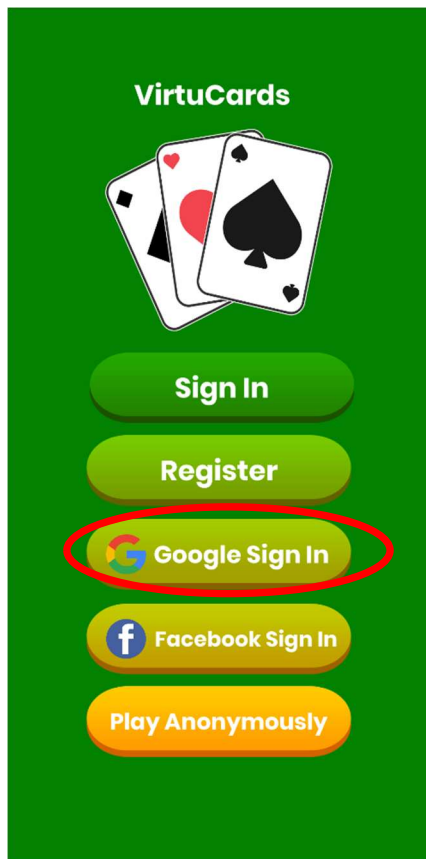 VirtuCards
Sign In
Register
Google Sign In
Facebook Sign In
Play Anonymously